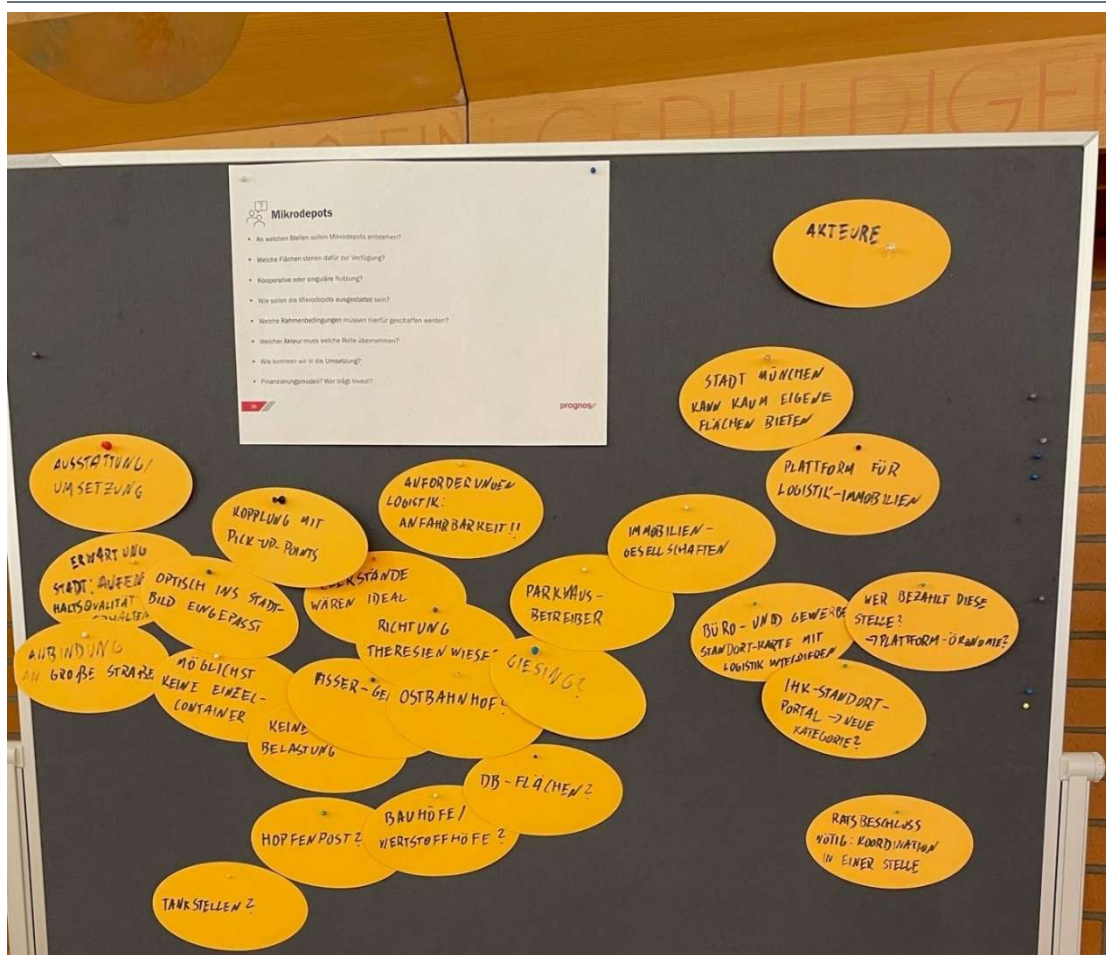 EIN GEDULDIGER
Mikrodepots
• An welchen Stellen sollen Mikrodepots entstehen?
• Welche Flächen stehen dafür zur Verfügung?
• Kooperative oder singuläre Nutzung?
• Wie sollen die Mikrodepots ausgestattet sein?
• Welche Rahmenbedingungen müssen hierfür geschaffen werden?
• Welcher Akteur muss welche Rolle übernehmen?
• Wie kommen wir in die Umsetzung?
• Finanzierungsmodell? Wer trägt Invest?
prognos
AKTEURE
STADT MÜNCHEN
KANN KAUM EIGENE
FLÄCHEN BIETEN
PLATTFORM FÜR
LOGISTIK-IMMOBILIEN
IMMOBILIEN-
GESELLSCHAFTEN
PARKHAUS-
BETREIBER
BÜRO- UND GEWERBE
STANDORT-KARTE MIT
LOGISTIK
WER BEZAHLT DIESE
STELLE?
→PLATTFORM-ÖKONOMIE?
IHK-STANDORT-
PORTAL → NEUE
KATEGORIE?
RATSBESCHLUSS
NÖTIG: KOORDINATION
IN EINER STELLE
AUSSTATTUNG/
UMSETZUNG
KOPPLUNG MIT
PICK-UP-POINTS
ANFORDERUNGEN
LOGISTIK:
ANFAHRBARKEIT!!
ERWARTUNG
STADT: AUFEN
HALTSQUALITÄT
OPTISCH INS STADT-
BILD EINGEPASST
WÄREN IDEAL
RICHTUNG
THERESIENWIESE
ANBINDUNG
AN GROßE STRAßE
MÖGLICHST
KEINE EINZEL-
CONTAINER
KEINE
BELASTUNG
OSTBAHNHOF?
GIESING?
DB-FLÄCHEN?
BAUHÖFE/
WERTSTOFFHÖFE?
HOPFENPOST?
TANKSTELLEN?